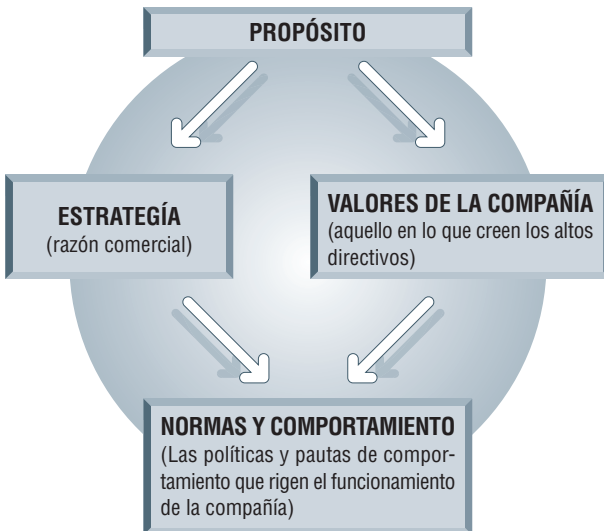 PROPÓSITO
ESTRATEGÍA
(razón comercial)
VALORES DE LA COMPAÑÍA
(aquello en lo que creen los altos
directivos)
NORMAS Y COMPORTAMIENTO
(Las políticas y pautas de compor-
tamiento que rigen el funcionamiento
de la compañía)